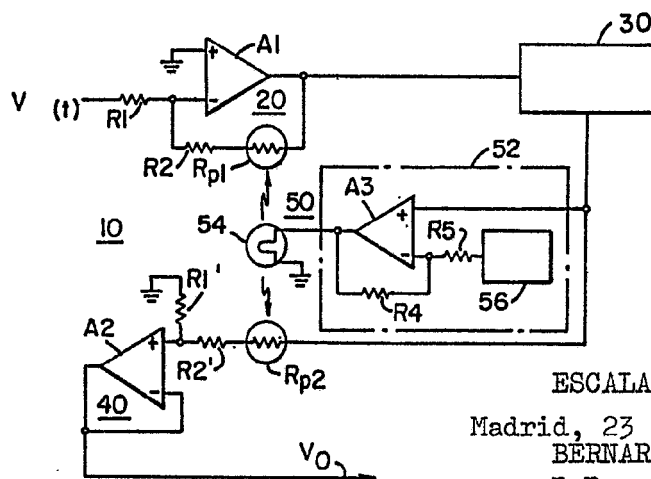 30
A1
+
V (t)
-
20
R1
R2
Rp1
52
A3
50
+
54
R5
-
10
R4
56
R1'
A2
+
R2'
Rp2
-
40
ESCALA
Madrid, 23
BERNAR
Vo